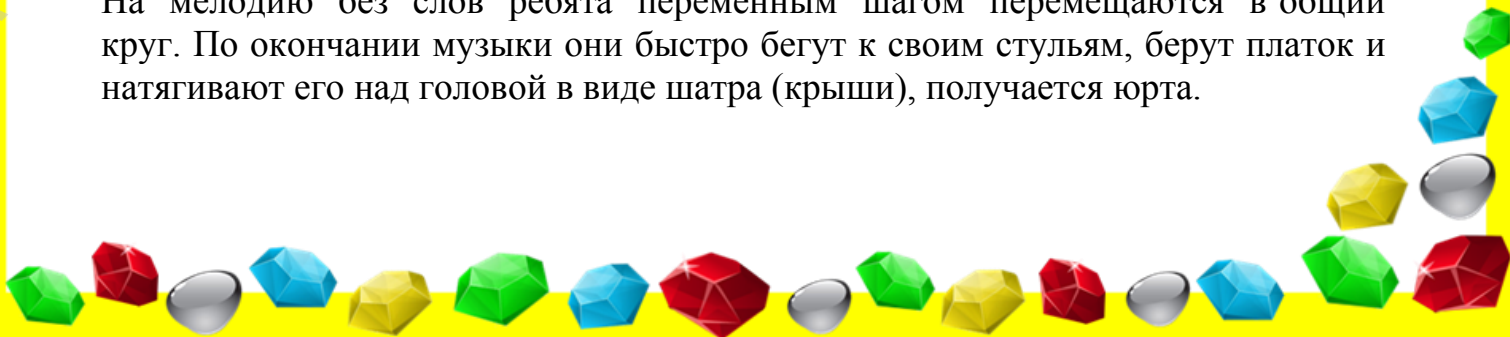 На мелодию без слов ребята переменным шагом перемещаются в общий
круг. По окончании музыки они быстро бегут к своим стульям, берут платок и
натягивают его над головой в виде шатра (крыши), получается юрта.